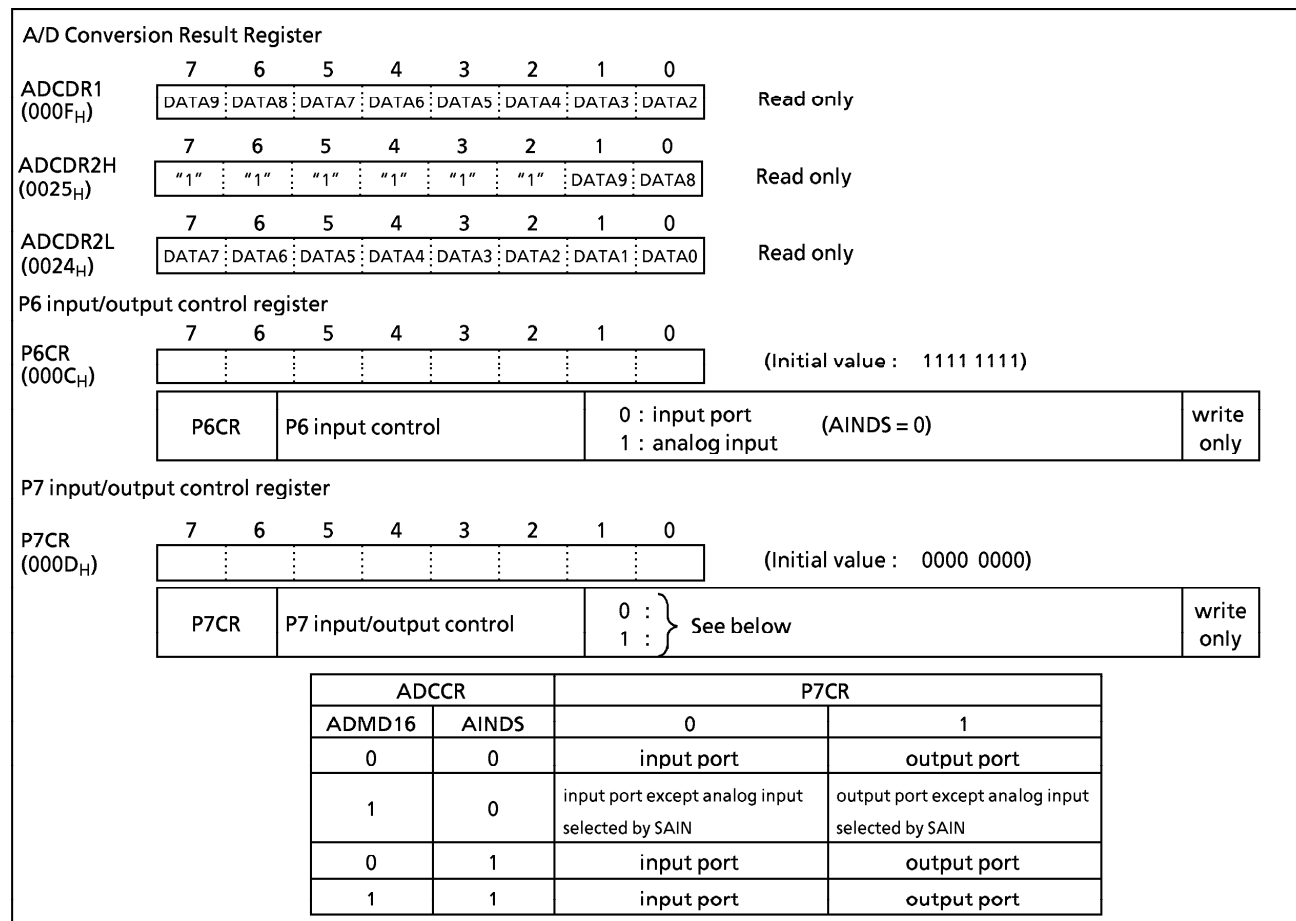 A/D Conversion Result Register
7 6 5 4 3 2 1 0
ADCDR1
(000FH)
DATA9 DATA8 DATA7 DATA6 DATA5 DATA4 DATA3 DATA2
Read only
7 6 5 4 3 2 1 0
ADCDR2H
(0025H)
"1" "1" "1" "1" "1" "1" DATA9 DATA8
Read only
7 6 5 4 3 2 1 0
ADCDR2L
(0024H)
DATA7 DATA6 DATA5 DATA4 DATA3 DATA2 DATA1 DATA0
Read only
P6 input/output control register
7 6 5 4 3 2 1 0
P6CR
(000CH)
(Initial value : 1111 1111)
P6CR P6 input control
0 : input port
1 : analog input
(AINDS = 0)
write
only
P7 input/output control register
7 6 5 4 3 2 1 0
P7CR
(000DH)
(Initial value : 0000 0000)
P7CR P7 input/output control
0 :
1 :
See below
write
only
ADCCR P7CR
ADMD16 AINDS 0 1
0 0 input port output port
1 0
input port except analog input
selected by SAIN
output port except analog input
selected by SAIN
0 1 input port output port
1 1 input port output port